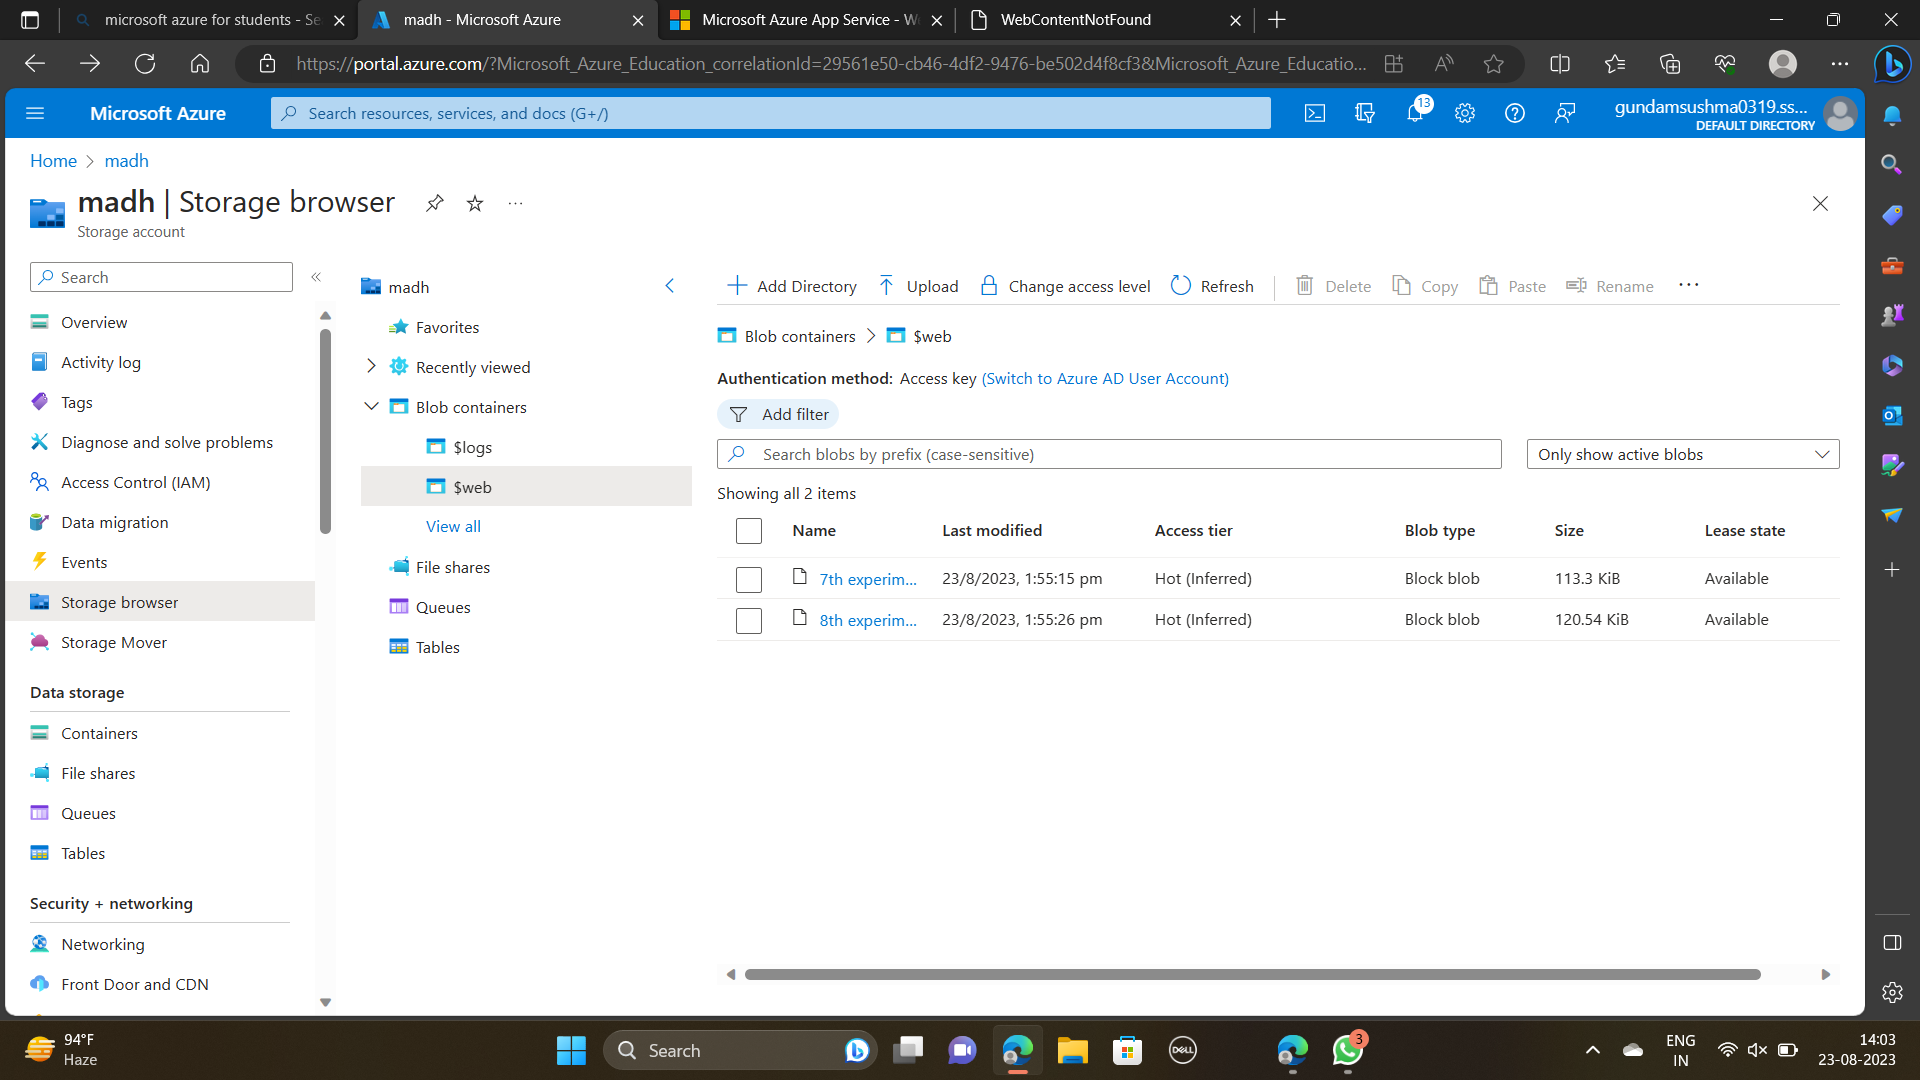 microsoft azure for students - Se
madh - Microsoft Azure
Microsoft Azure App Service - W
WebContentNotFound
https://portal.azure.com/?Microsoft_Azure_Education_correlationId=29561e50-cb46-4df2-9476-be502d4f8cf3&Microsoft_Azure_Educatio...
Microsoft Azure
Search resources, services, and docs (G+/)
13
gundamsushma0319.ss...
DEFAULT DIRECTORY
Home > madh
madh | Storage browser
Storage account
Search
Overview
Activity log
Tags
Diagnose and solve problems
Access Control (IAM)
Data migration
Events
Storage browser
Storage Mover
Data storage
Containers
File shares
Queues
Tables
Security + networking
Networking
Front Door and CDN
madh
Favorites
Recently viewed
Blob containers
$logs
$web
View all
File shares
Queues
Tables
Add Directory Upload Change access level Refresh Delete Copy Paste Rename ...
Blob containers > $web
Authentication method: Access key (Switch to Azure AD User Account)
Add filter
Search blobs by prefix (case-sensitive)
Only show active blobs
Showing all 2 items
Name Last modified Access tier Blob type Size Lease state
7th experim... 23/8/2023, 1:55:15 pm Hot (Inferred) Block blob 113.3 KiB Available
8th experim... 23/8/2023, 1:55:26 pm Hot (Inferred) Block blob 120.54 KiB Available
94°F
Haze
Search
DELL
3
ENG
IN
14:03
23-08-2023